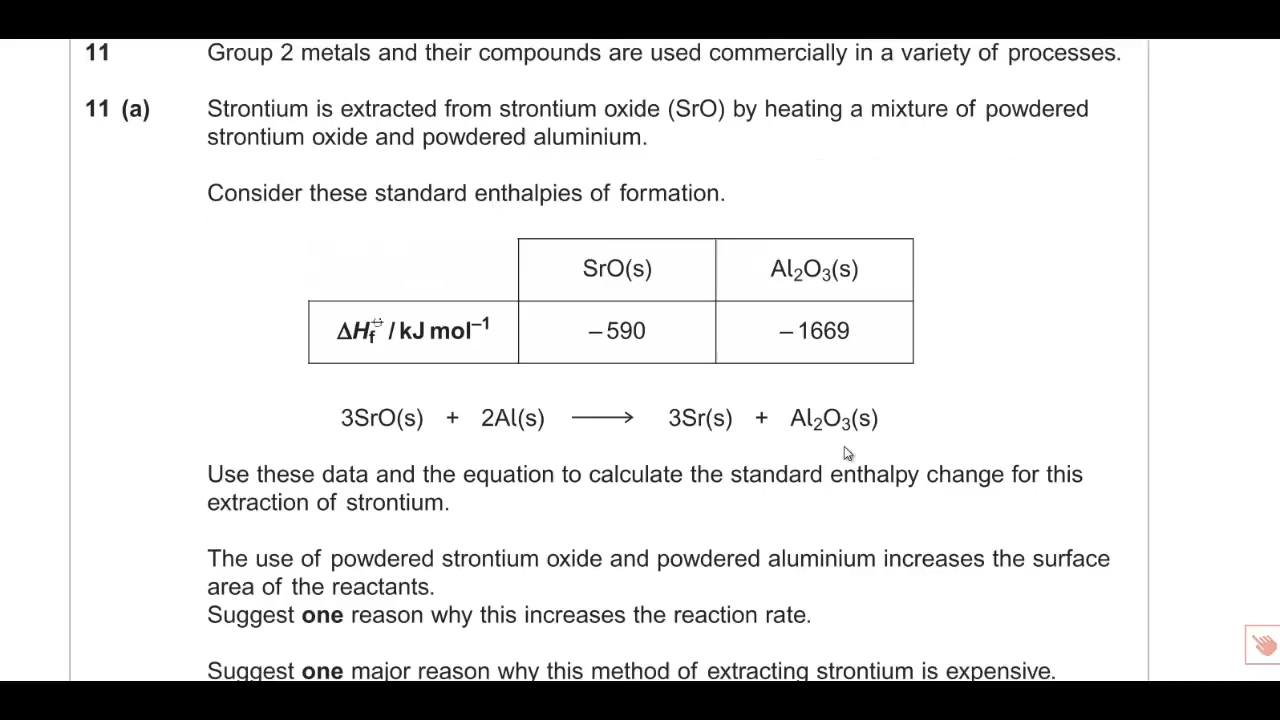 11 Group 2 metals and their compounds are used commercially in a variety of processes.
11 (a) Strontium is extracted from strontium oxide (SrO) by heating a mixture of powdered
strontium oxide and powdered aluminium.
Consider these standard enthalpies of formation.
SrO(s) Al₂O₃(s)
ΔHf⦵ / kJ mol⁻¹ – 590 – 1669
3SrO(s) + 2Al(s) ⟶ 3Sr(s) + Al₂O₃(s)
Use these data and the equation to calculate the standard enthalpy change for this
extraction of strontium.
The use of powdered strontium oxide and powdered aluminium increases the surface
area of the reactants.
Suggest one reason why this increases the reaction rate.
Suggest one major reason why this method of extracting strontium is expensive.